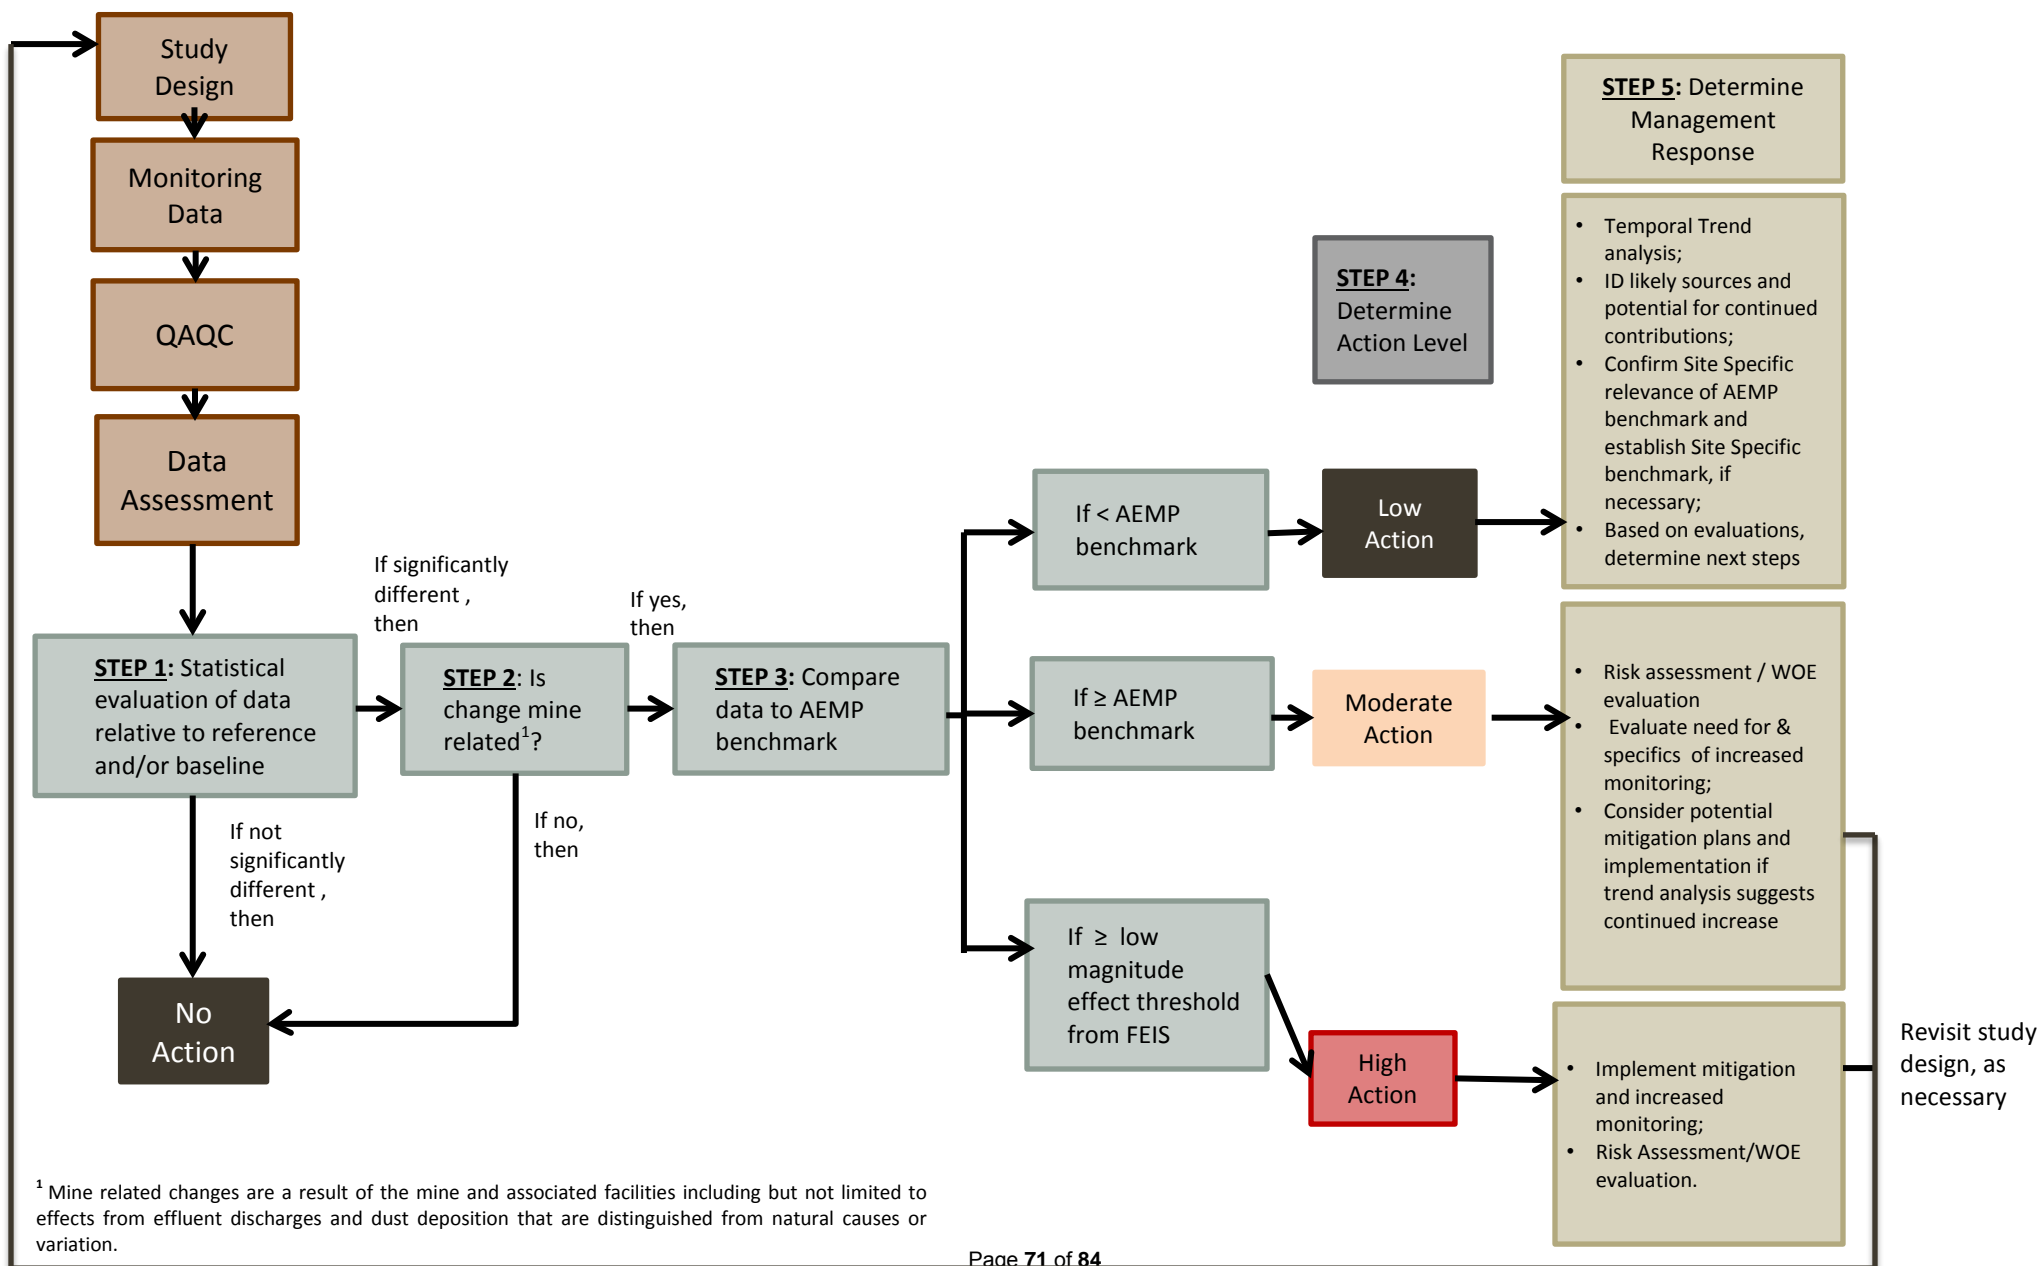 Study
Design
Monitoring
Data
QAQC
Data
Assessment
If significantly
different ,
then
If yes,
then
STEP 1: Statistical
evaluation of data
relative to reference
and/or baseline
STEP 2: Is
change mine
related¹?
STEP 3: Compare
data to AEMP
benchmark
If not
significantly
different ,
then
If no,
then
No
Action
If < AEMP
benchmark
If ≥ AEMP
benchmark
If ≥ low
magnitude
effect threshold
from FEIS
STEP 4:
Determine
Action Level
Low
Action
Moderate
Action
High
Action
STEP 5: Determine
Management
Response
• Temporal Trend
analysis;
• ID likely sources and
potential for continued
contributions;
• Confirm Site Specific
relevance of AEMP
benchmark and
establish Site Specific
benchmark, if
necessary;
• Based on evaluations,
determine next steps
• Risk assessment / WOE
evaluation
• Evaluate need for &
specifics of increased
monitoring;
• Consider potential
mitigation plans and
implementation if
trend analysis suggests
continued increase
• Implement mitigation
and increased
monitoring;
• Risk Assessment/WOE
evaluation.
Revisit study
design, as
necessary
¹ Mine related changes are a result of the mine and associated facilities including but not limited to
effects from effluent discharges and dust deposition that are distinguished from natural causes or
variation.
Page 71 of 84